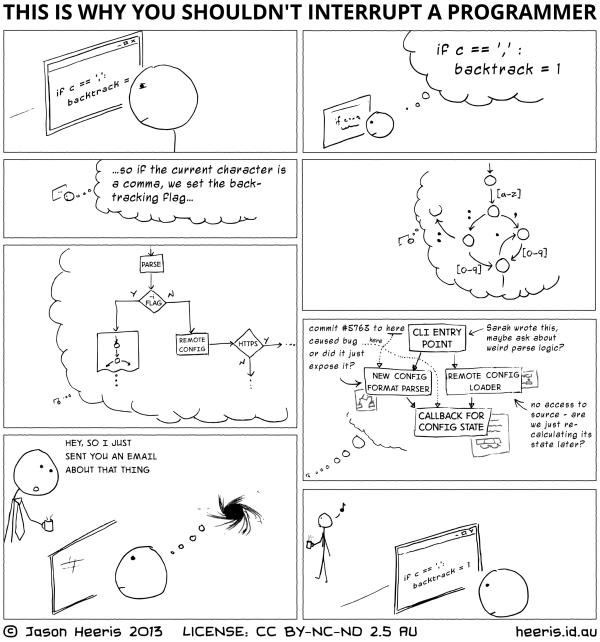 THIS IS WHY YOU SHOULDN'T INTERRUPT A PROGRAMMER
if c == ',':
backtrack =
if c == ',' :
backtrack = 1
...so if the current character is
a comma, we set the back-
tracking flag...
[a-z]
:
,
:
.
[0-9]
[0-9]
PARSE
Y
FLAG
N
REMOTE
CONFIG
HTTPS
Y
N
commit #5763 to here
caused bug ...here
or did it just
expose it?
CLI ENTRY
POINT
Sarah wrote this,
maybe ask about
weird parse logic?
NEW CONFIG
FORMAT PARSER
REMOTE CONFIG
LOADER
CALLBACK FOR
CONFIG STATE
no access to
source - are
we just re-
calculating its
state later?
HEY, SO I JUST
SENT YOU AN EMAIL
ABOUT THAT THING
if c == ',':
backtrack = 1
© Jason Heeris 2013 LICENSE: CC BY-NC-ND 2.5 AU heeris.id.au